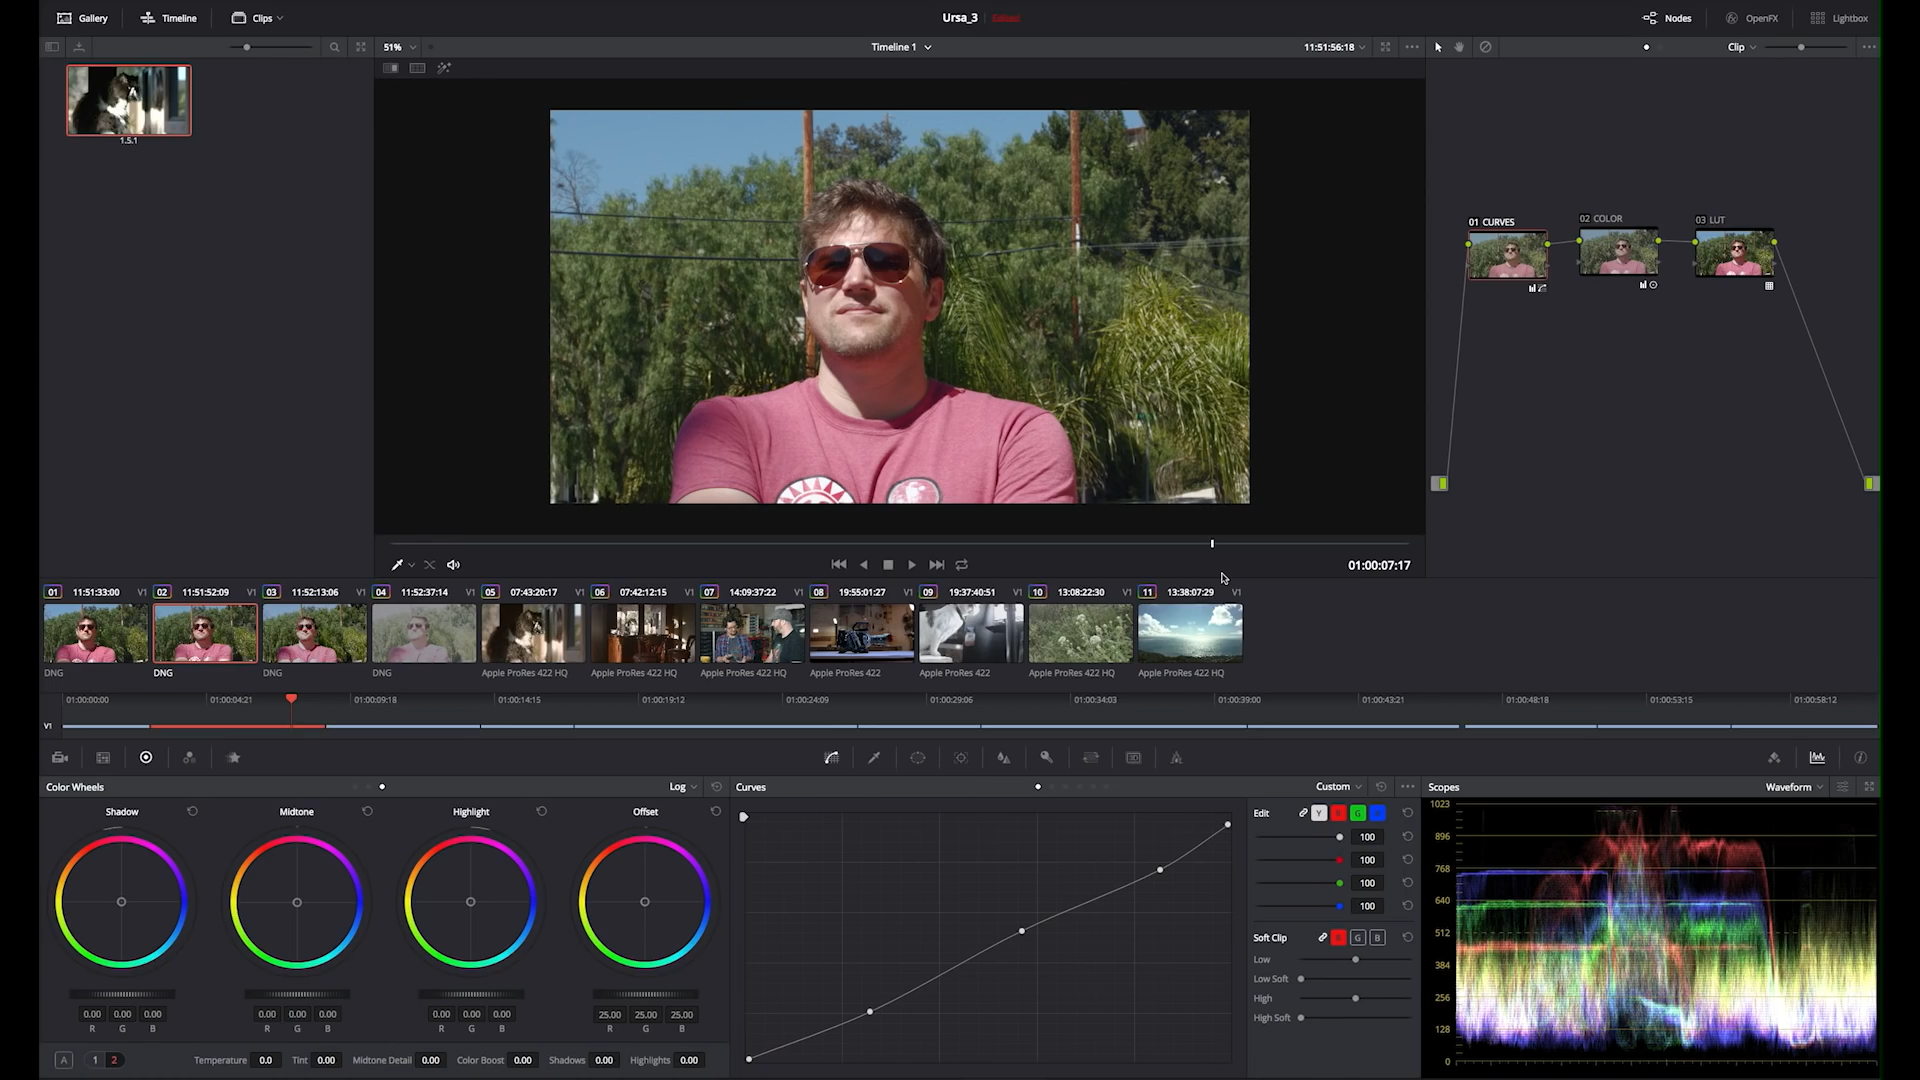 Gallery Timeline Clips Ursa_3 Edited Nodes OpenFX Lightbox
51% Timeline 1 11:51:56:18 Clip
1.5.1
01 CURVES 02 COLOR 03 LUT
01:00:07:17
01 11:51:33:00 V1 02 11:51:52:09 V1 03 11:52:13:06 V1 04 11:52:37:14 V1 05 07:43:20:17 V1 06 07:42:12:15 V1 07 14:09:37:22 V1 08 19:55:01:27 V1 09 19:37:40:51 V1 10 13:08:22:30 V1 11 13:38:07:29 V1
DNG DNG DNG DNG Apple ProRes 422 HQ Apple ProRes 422 HQ Apple ProRes 422 HQ Apple ProRes 422 Apple ProRes 422 Apple ProRes 422 HQ Apple ProRes 422 HQ
01:00:00:00 01:00:04:21 01:00:09:18 01:00:14:15 01:00:19:12 01:00:24:09 01:00:29:06 01:00:34:03 01:00:39:00 01:00:43:21 01:00:48:18 01:00:53:15 01:00:58:12
V1
Color Wheels Log Curves Custom Scopes Waveform
Shadow Midtone Highlight Offset
Edit Y R G B
100
100
100
100
Soft Clip R G B
Low
Low Soft
High
High Soft
1023
896
768
640
512
384
256
128
0
0.00 0.00 0.00 0.00 0.00 0.00 0.00 0.00 0.00 25.00 25.00 25.00
R G B R G B R G B R G B
A 1 2 Temperature 0.0 Tint 0.00 Midtone Detail 0.00 Color Boost 0.00 Shadows 0.00 Highlights 0.00